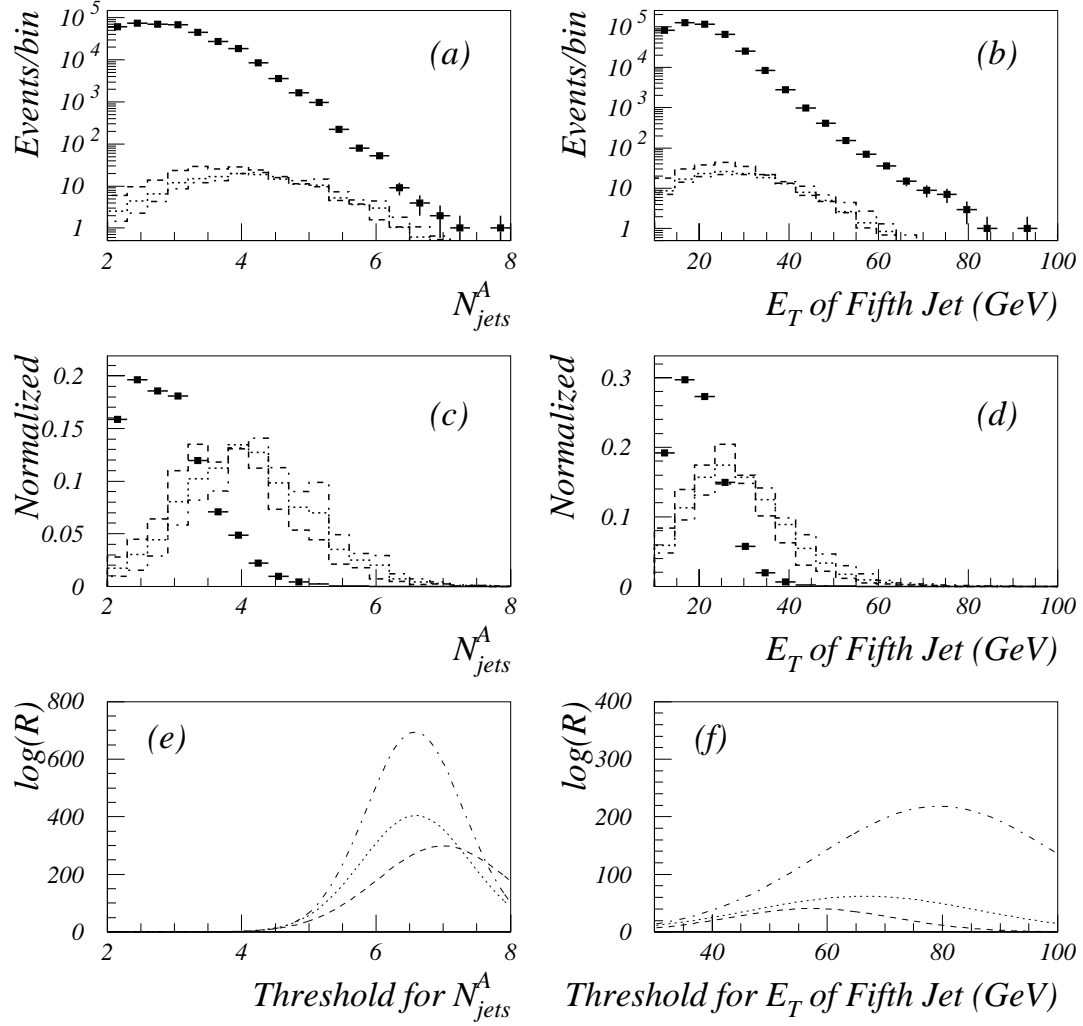 Events/bin
10^5
10^4
10^3
10^2
10
1
(a)
2 4 6 8
N^A_jets
Events/bin
10^5
10^4
10^3
10^2
10
1
(b)
20 40 60 80 100
E_T of Fifth Jet (GeV)
Normalized
0.2
0.15
0.1
0.05
0
(c)
2 4 6 8
N^A_jets
Normalized
0.3
0.2
0.1
0
(d)
20 40 60 80 100
E_T of Fifth Jet (GeV)
log(R)
800
600
400
200
0
(e)
2 4 6 8
Threshold for N^A_jets
log(R)
400
300
200
100
0
(f)
40 60 80 100
Threshold for E_T of Fifth Jet (GeV)